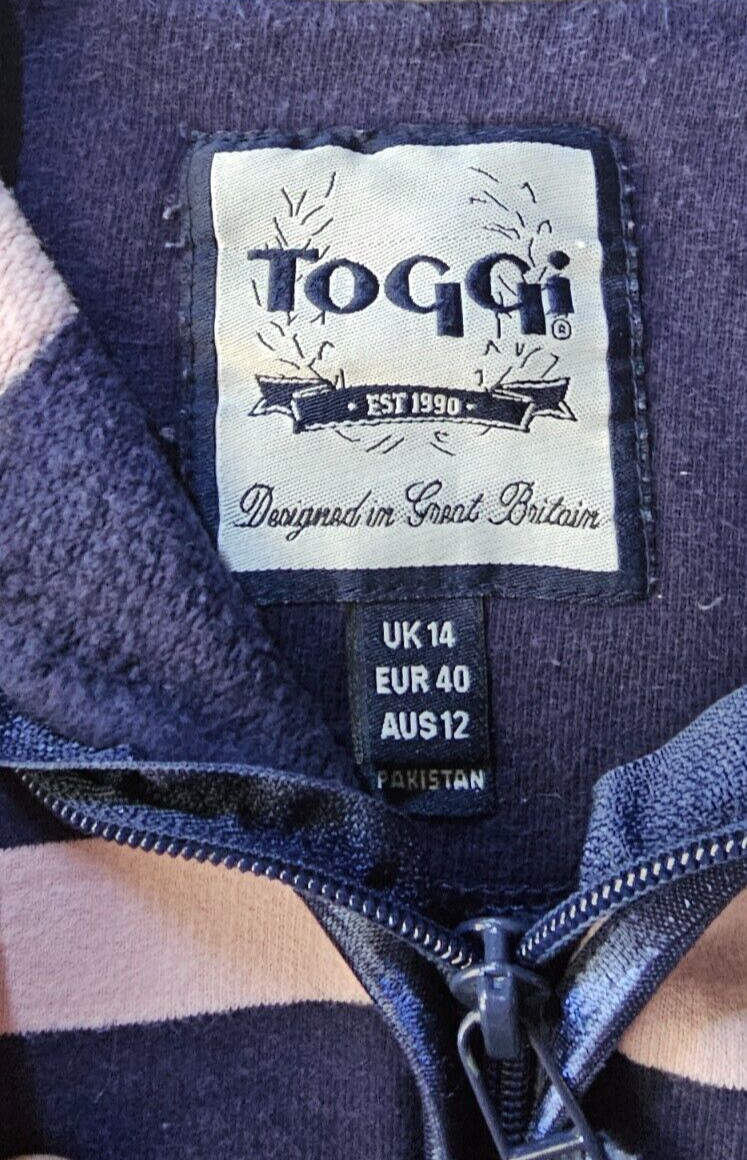 ToGGi®
· EST 1990 ·
Designed in Great Britain
UK 14
EUR 40
AUS 12
PAKISTAN